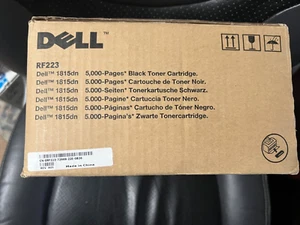 DELL
RF223
Dell™ 1815dn 5,000-Pages* Black Toner Cartridge.
Dell™ 1815dn 5,000-Pages* Cartouche de Toner Noir.
Dell™ 1815dn 5,000-Seiten* Tonerkartusche Schwarz.
Dell™ 1815dn 5,000-Pagine* Cartuccia Toner Nero.
Dell™ 1815dn 5,000-Páginas* Cartucho de Tóner Negro.
Dell™ 1815dn 5,000-Pagina's* Zwarte Tonercartridge.
Made in China